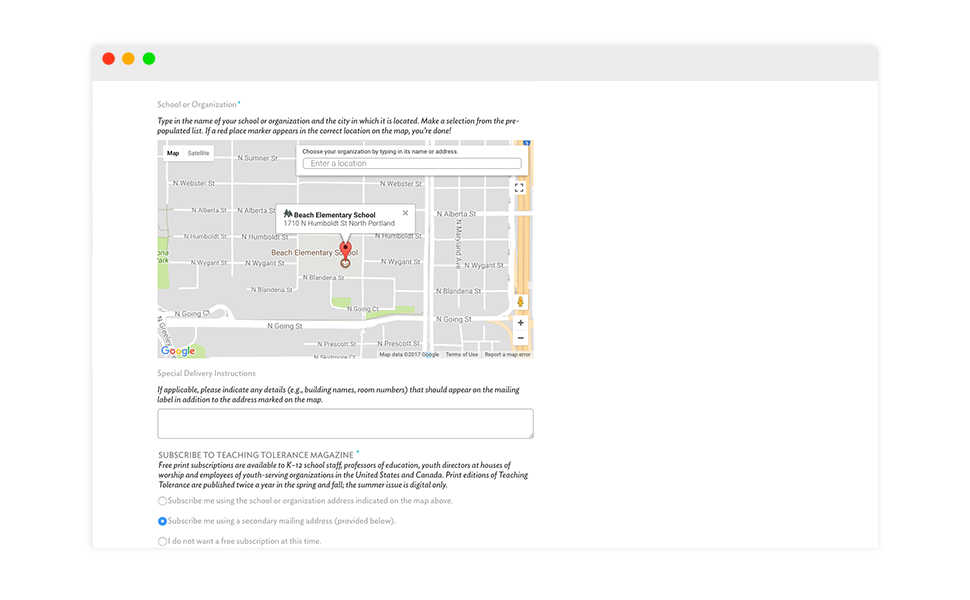 School or Organization*
Type in the name of your school or organization and the city in which it is located. Make a selection from the pre-
populated list. If a red place marker appears in the correct location on the map, you're done!
Map Satellite
Choose your organization by typing in its name or address.
Enter a location
N Sumner St
N Webster St
N Webster St
N Alberta St
N Alberta St
N Alberta St
Beach Elementary School
1710 N Humboldt St North Portland
N Humboldt St
N Humboldt St
N Humboldt St
N Maryland Ave
Beach Elementary School
N Wygant St
N Wygant St
N Wygant St
N Wygant St
N Blandena St
N Blandena St
N Blandena St
N Going Ct
N Going Ct
N Going St
N Going St
N Greeley
N Prescott St
N Prescott St
N Skidmore Ct
Google
Map data ©2017 Google Terms of Use Report a map error
Special Delivery Instructions
If applicable, please indicate any details (e.g., building names, room numbers) that should appear on the mailing
label in addition to the address marked on the map.
SUBSCRIBE TO TEACHING TOLERANCE MAGAZINE *
Free print subscriptions are available to K–12 school staff, professors of education, youth directors at houses of
worship and employees of youth-serving organizations in the United States and Canada. Print editions of Teaching
Tolerance are published twice a year in the spring and fall; the summer issue is digital only.
Subscribe me using the school or organization address indicated on the map above.
Subscribe me using a secondary mailing address (provided below).
I do not want a free subscription at this time.